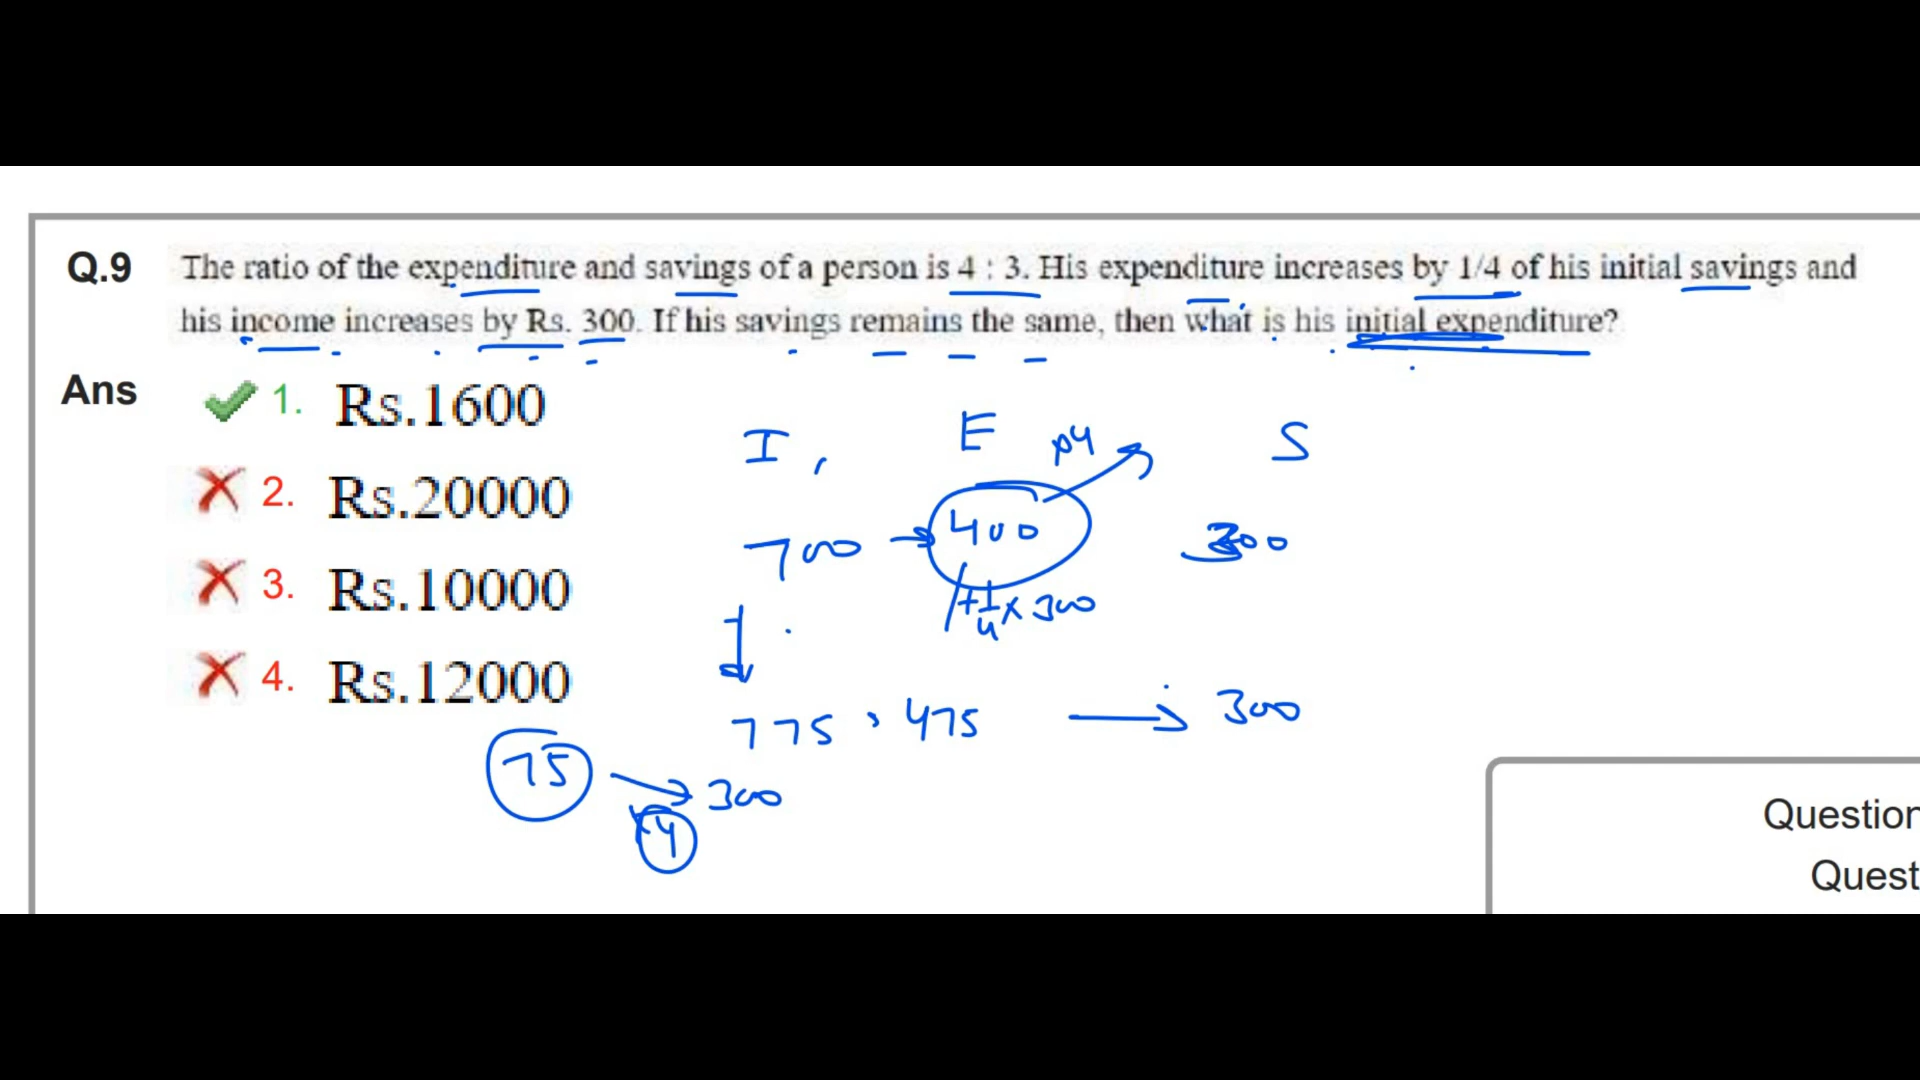 Q.9 The ratio of the expenditure and savings of a person is 4 : 3. His expenditure increases by 1/4 of his initial savings and
his income increases by Rs. 300. If his savings remains the same, then what is his initial expenditure?
Ans 1. Rs.1600
2. Rs.20000
3. Rs.10000
4. Rs.12000
I, E S
700 → 400 300
+1/4 × 300
775 , 475 → 300
75 → 300
×4
Question
Quest